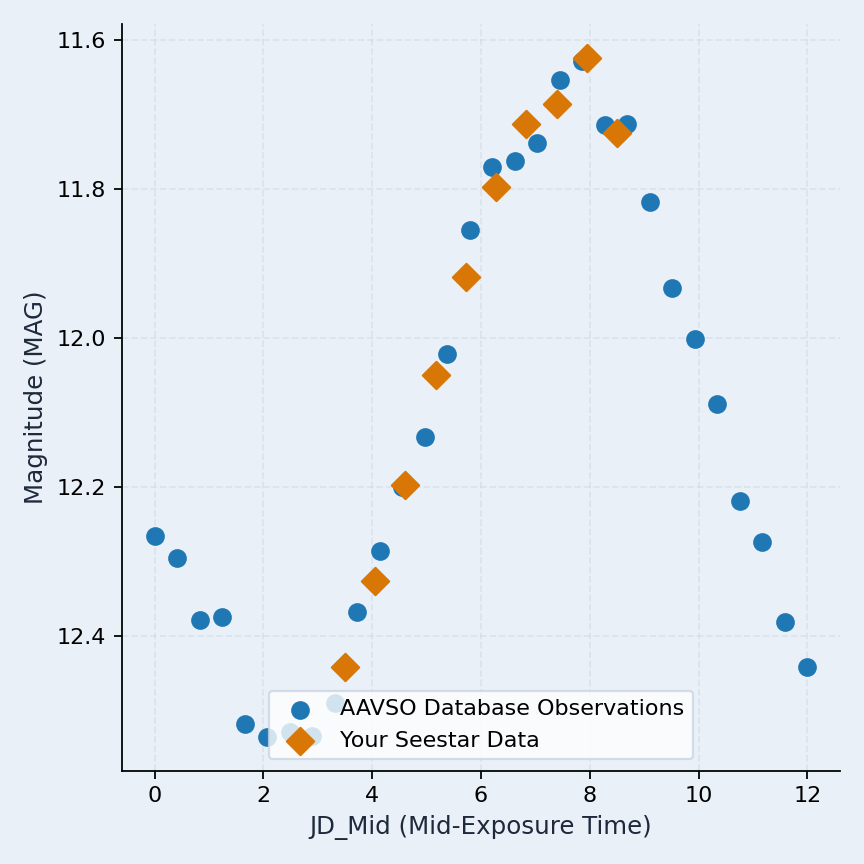 11.6
11.8
12.0
12.2
12.4
Magnitude (MAG)
AAVSO Database Observations
Your Seestar Data
0 2 4 6 8 10 12
JD_Mid (Mid-Exposure Time)